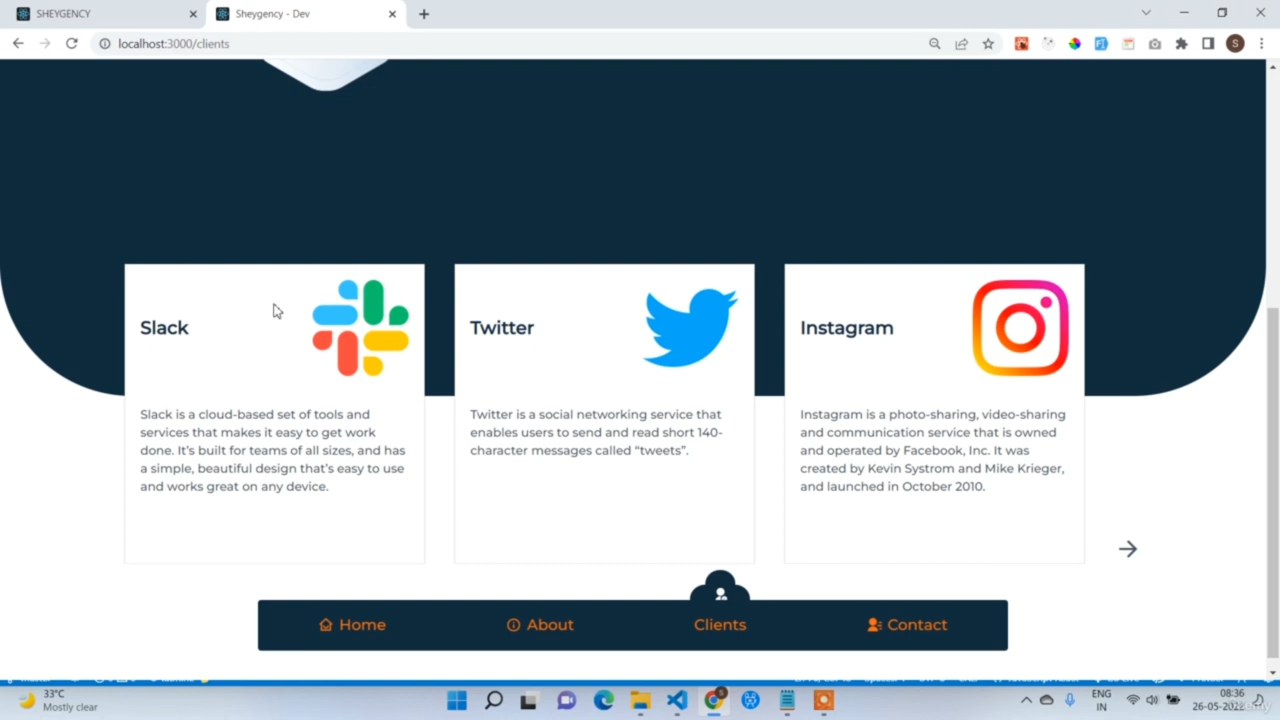 SHEYGENCY
Sheygency - Dev
localhost:3000/clients
S
Slack
Slack is a cloud-based set of tools and
services that makes it easy to get work
done. It's built for teams of all sizes, and has
a simple, beautiful design that's easy to use
and works great on any device.
Twitter
Twitter is a social networking service that
enables users to send and read short 140-
character messages called “tweets”.
Instagram
Instagram is a photo-sharing, video-sharing
and communication service that is owned
and operated by Facebook, Inc. It was
created by Kevin Systrom and Mike Krieger,
and launched in October 2010.
Home
About
Clients
Contact
33°C
Mostly clear
ENG
IN
08:36
26-05-2022